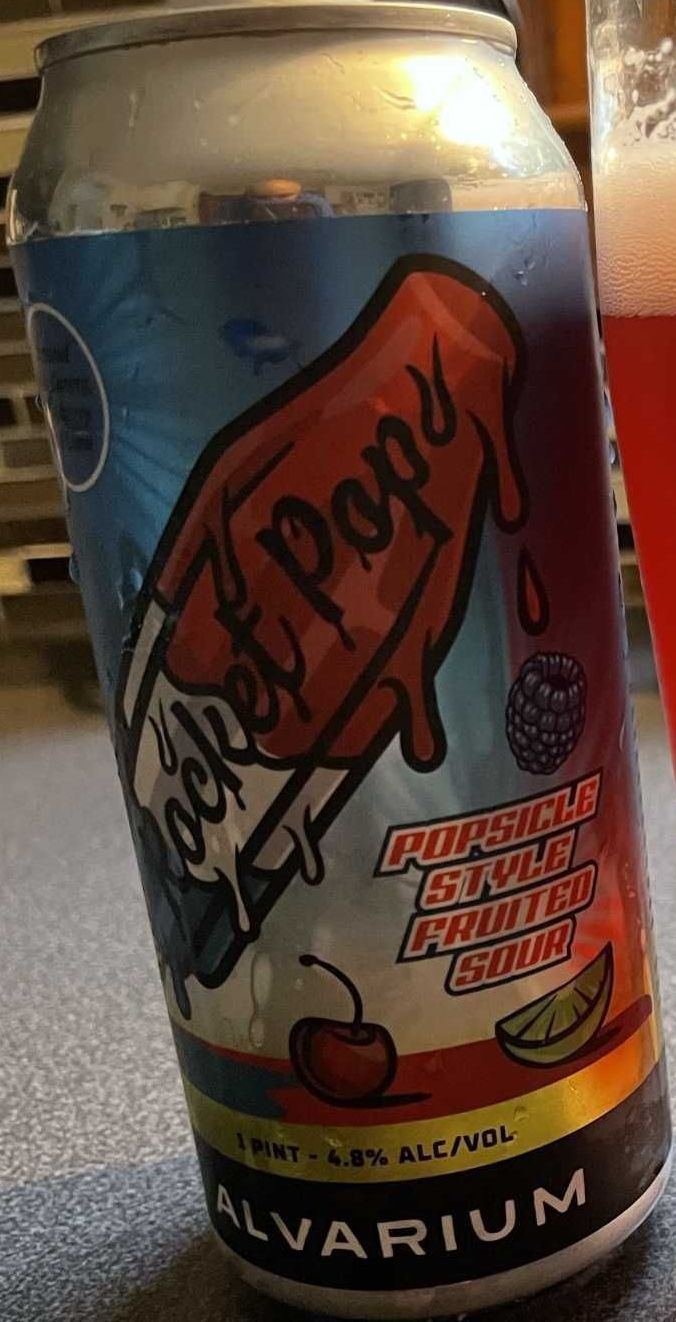 Rocket Pop
POPSICLE
STYLE
FRUITED
SOUR
1 PINT - 4.8% ALC/VOL
ALVARIUM